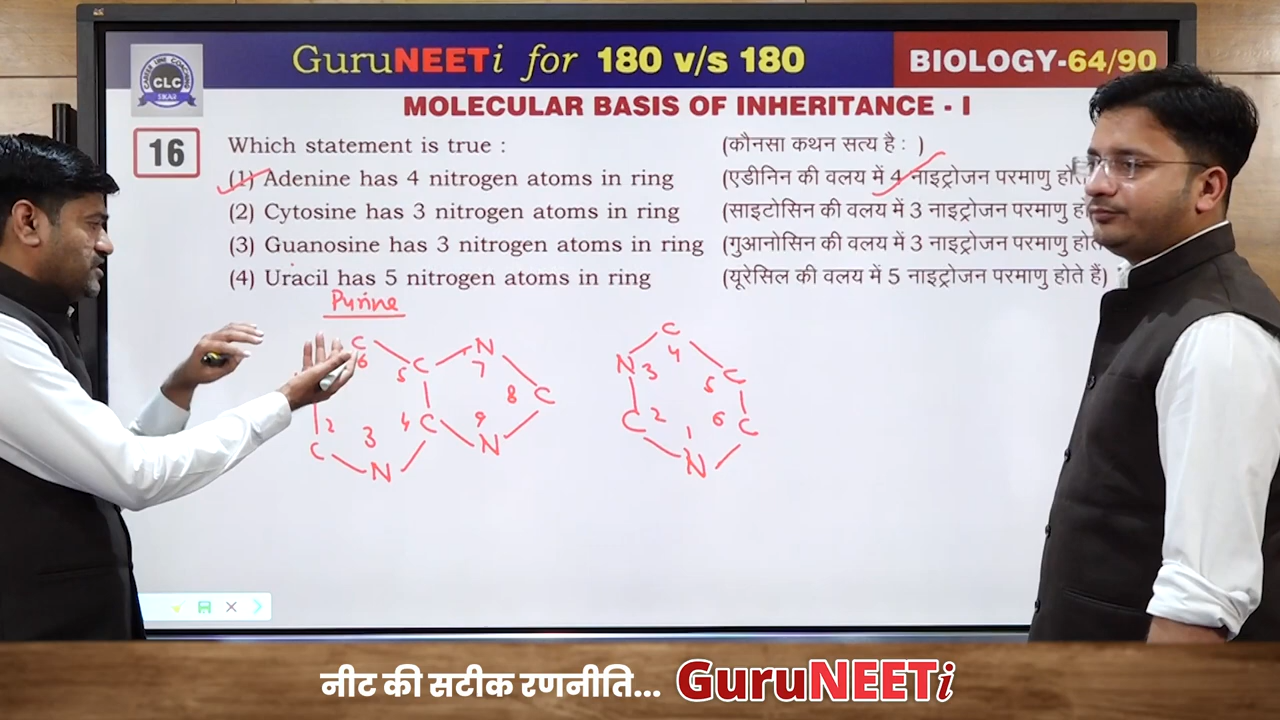 GuruNEETi for 180 v/s 180
BIOLOGY-64/90
CLC
SIKAR
MOLECULAR BASIS OF INHERITANCE - I
16
Which statement is true :
(कौनसा कथन सत्य है : )
(1) Adenine has 4 nitrogen atoms in ring
(एडीनिन की वलय में 4 नाइट्रोजन परमाणु
(2) Cytosine has 3 nitrogen atoms in ring
(साइटोसिन की वलय में 3 नाइट्रोजन परमाणु
(3) Guanosine has 3 nitrogen atoms in ring
(गुआनोसिन की वलय में 3 नाइट्रोजन परमाणु
(4) Uracil has 5 nitrogen atoms in ring
(यूरेसिल की वलय में 5 नाइट्रोजन परमाणु होते हैं)
Purine
C 6 5 C N 7 8 C
2 C 3 N 4 C 9 N
C 4 N 3 5 C
C 2 1 N 6 C
नीट की सटीक रणनीति... GuruNEETi